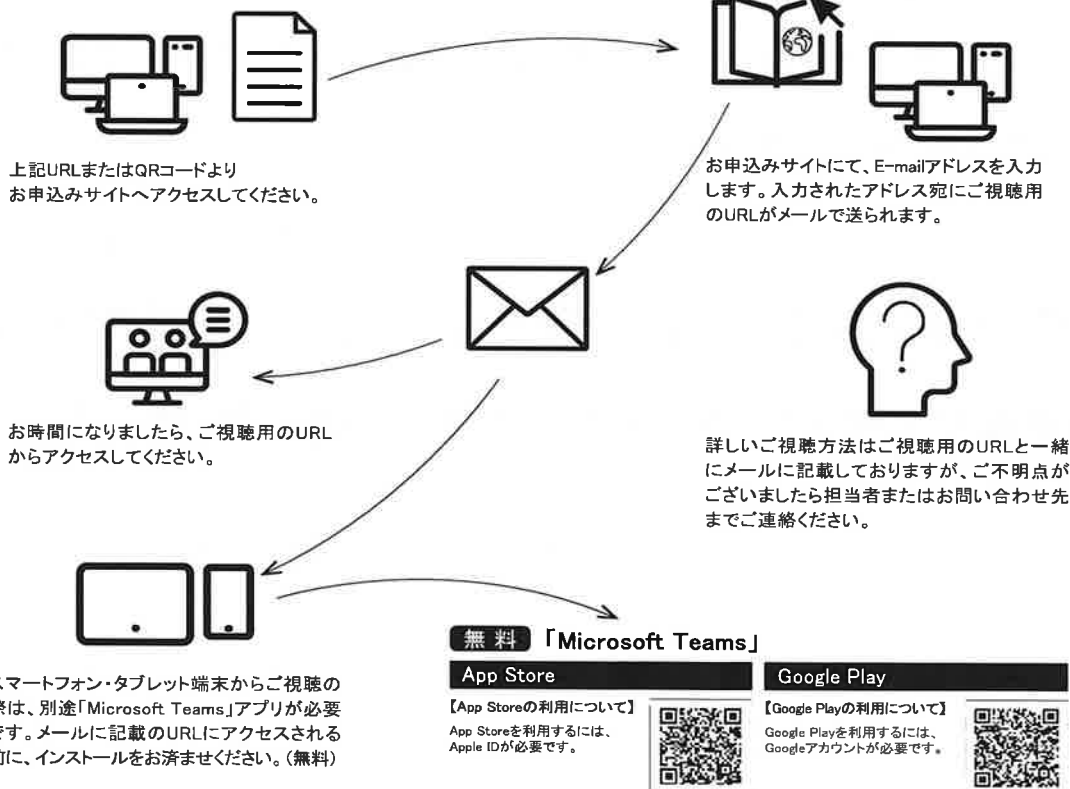 上記URLまたはQRコードより
お申込みサイトへアクセスしてください。
お申込みサイトにて、E-mailアドレスを入力
します。入力されたアドレス宛にご視聴用
のURLがメールで送られます。
お時間になりましたら、ご視聴用のURL
からアクセスしてください。
詳しいご視聴方法はご視聴用のURLと一緒
にメールに記載しておりますが、ご不明点が
ございましたら担当者またはお問い合わせ先
までご連絡ください。
スマートフォン・タブレット端末からご視聴の
際は、別途「Microsoft Teams」アプリが必要
です。メールに記載のURLにアクセスされる
前に、インストールをお済ませください。(無料)
無料 「Microsoft Teams」
App Store
【App Storeの利用について】
App Storeを利用するには、
Apple IDが必要です。
Google Play
【Google Playの利用について】
Google Playを利用するには、
Googleアカウントが必要です。